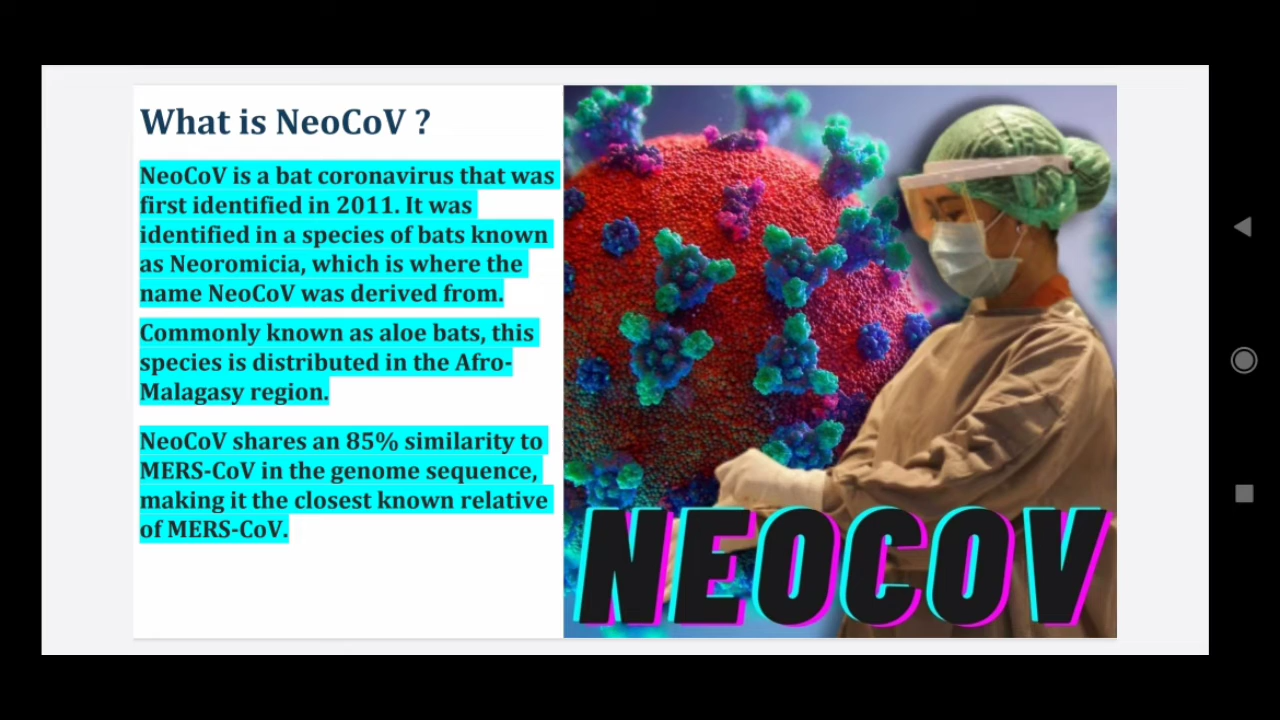 What is NeoCoV ?
NeoCoV is a bat coronavirus that was
first identified in 2011. It was
identified in a species of bats known
as Neoromicia, which is where the
name NeoCoV was derived from.
Commonly known as aloe bats, this
species is distributed in the Afro-
Malagasy region.
NeoCoV shares an 85% similarity to
MERS-CoV in the genome sequence,
making it the closest known relative
of MERS-CoV.
NEOCOV